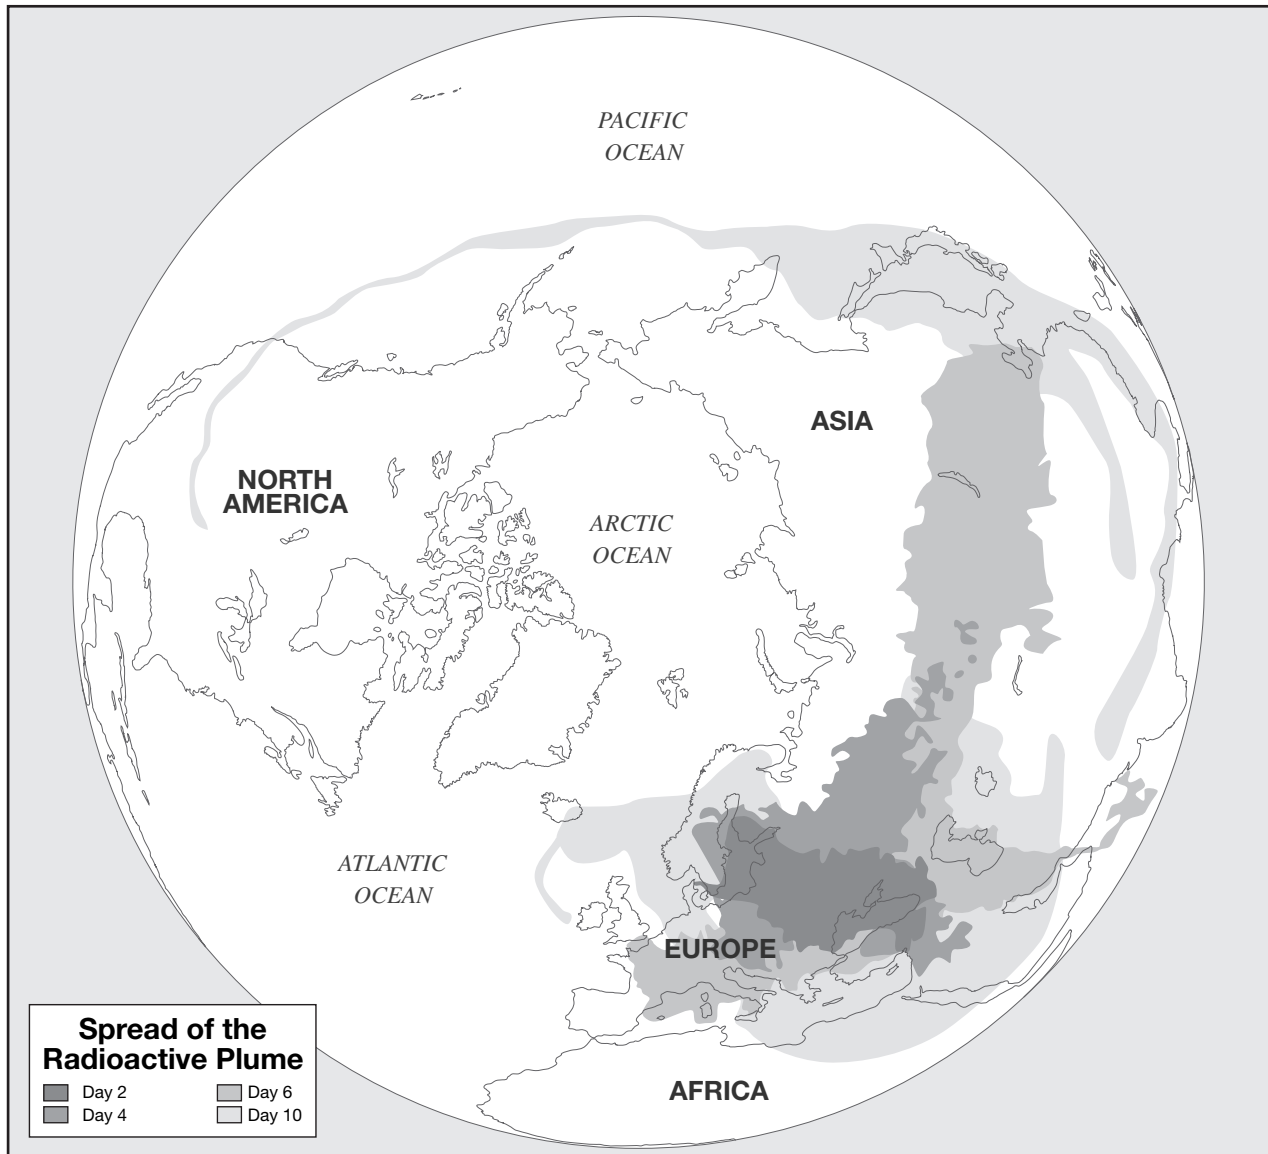 PACIFIC
OCEAN
ASIA
NORTH
AMERICA
ARCTIC
OCEAN
ATLANTIC
OCEAN
EUROPE
AFRICA
Spread of the
Radioactive Plume
Day 2
Day 6
Day 4
Day 10